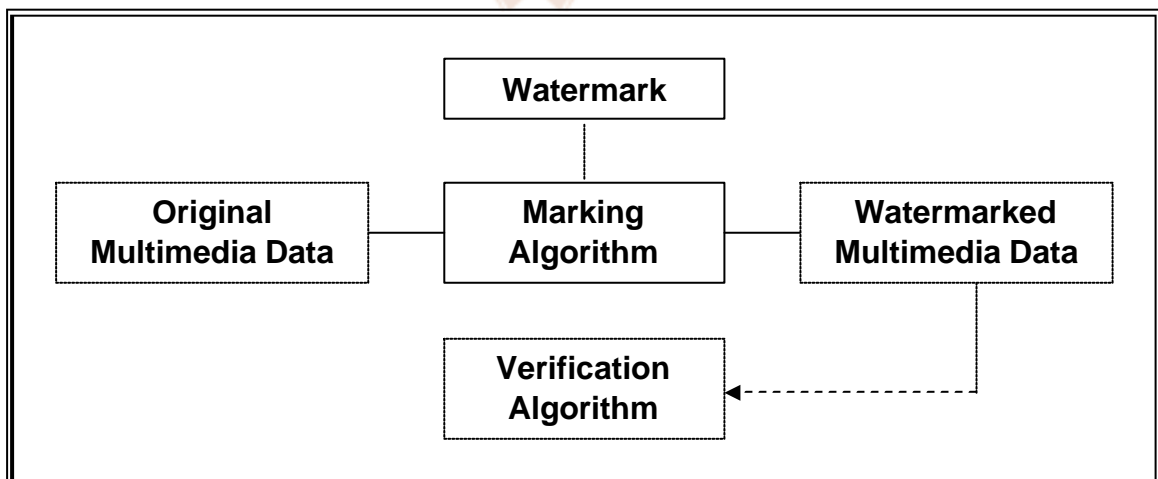 Watermark
Original
Multimedia Data
Marking
Algorithm
Watermarked
Multimedia Data
Verification
Algorithm